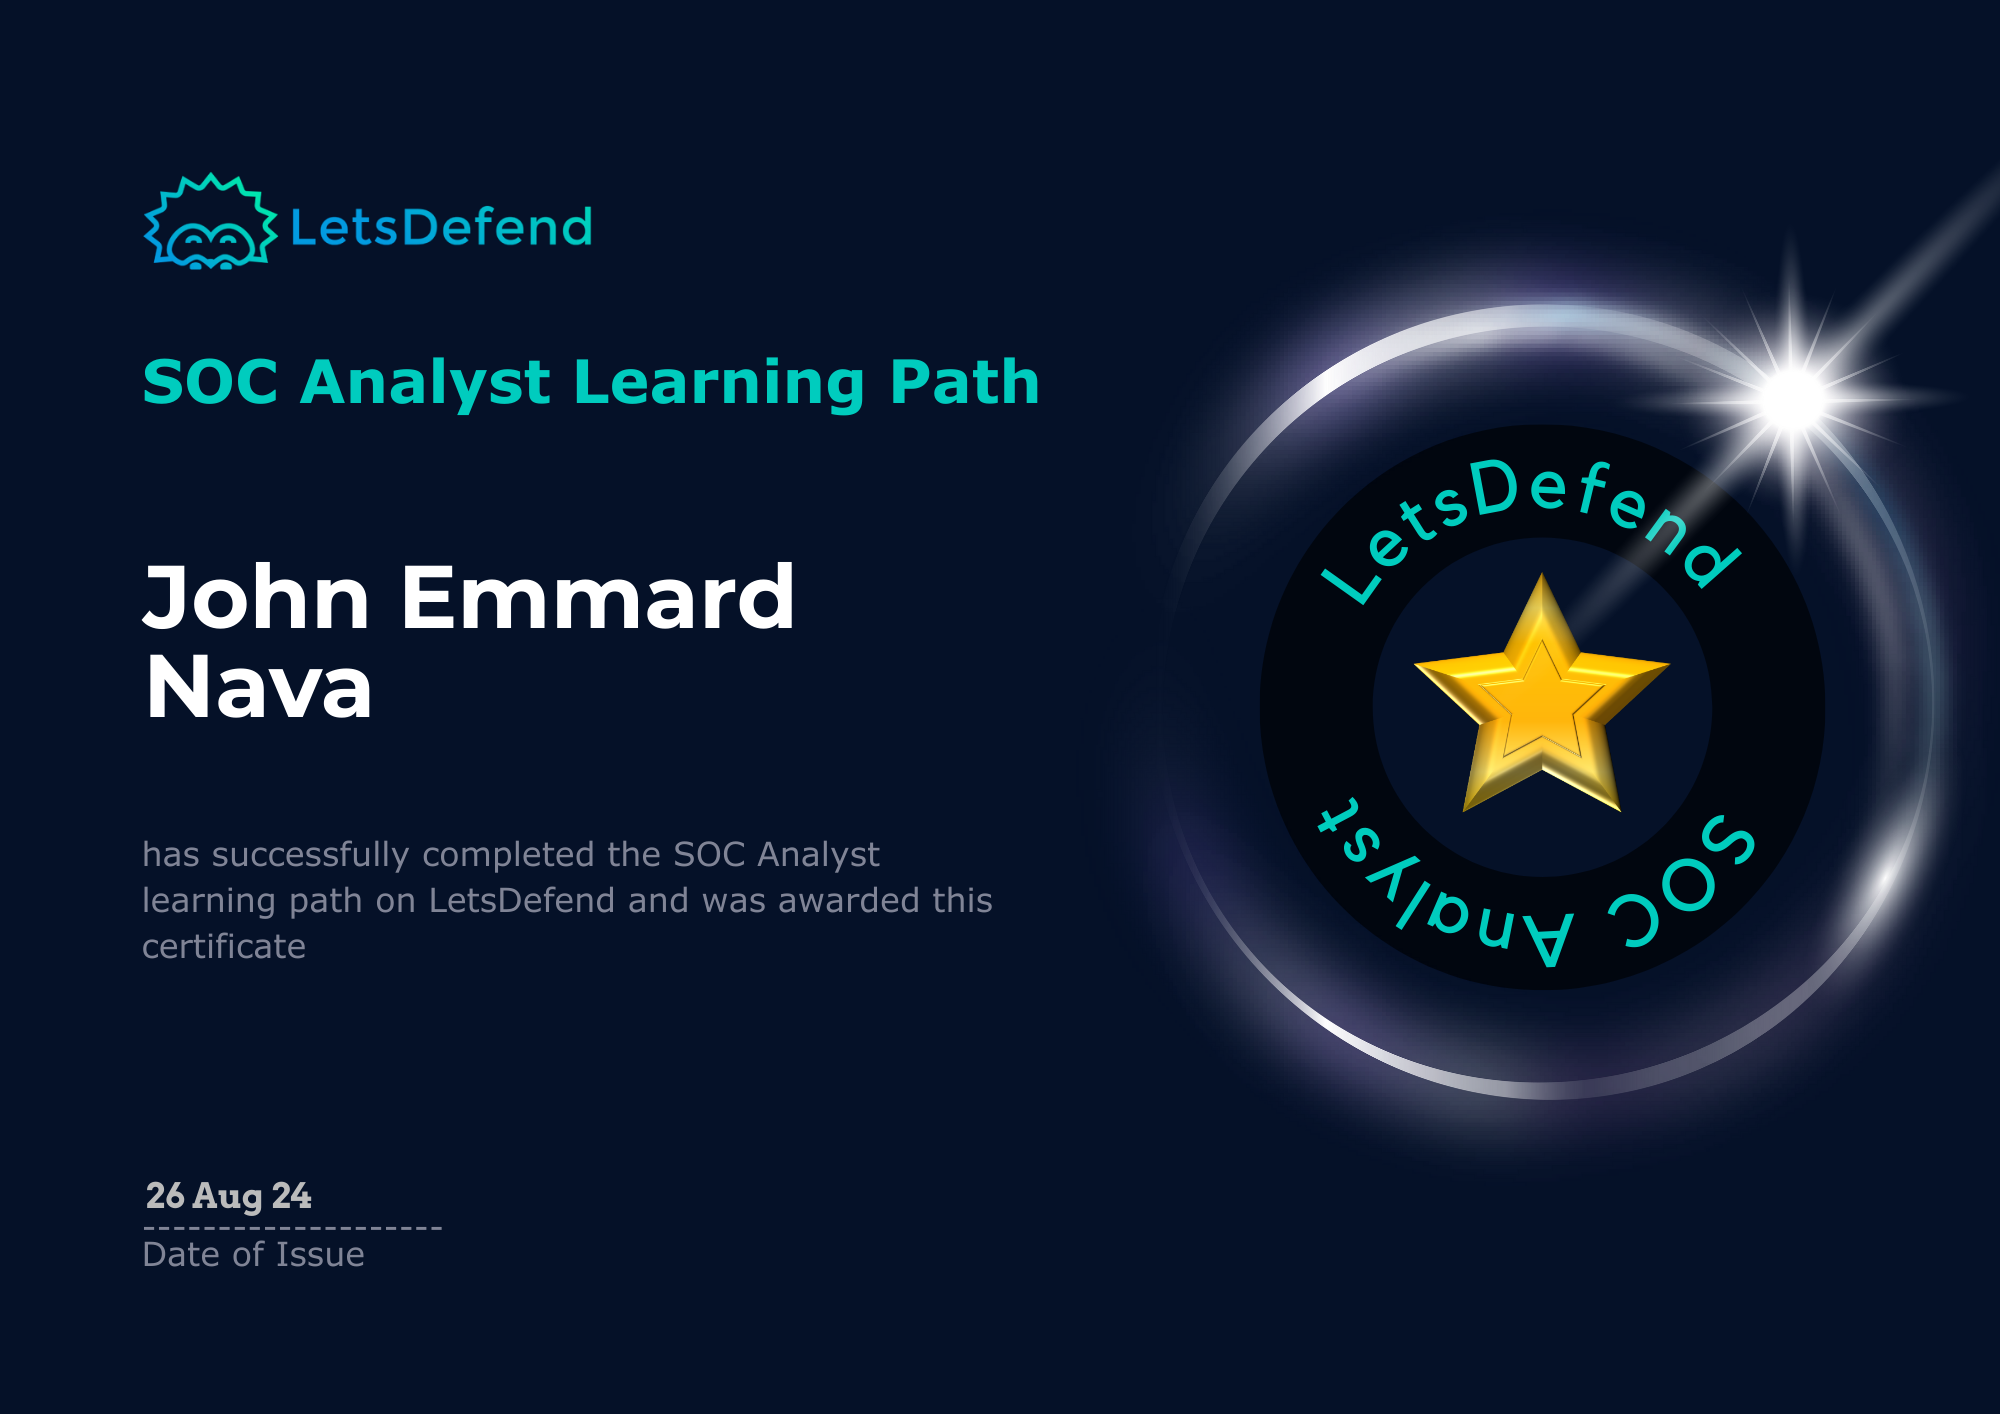 LetsDefend
SOC Analyst Learning Path
John Emmard
Nava
has successfully completed the SOC Analyst
learning path on LetsDefend and was awarded this
certificate
26 Aug 24
--------------------
Date of Issue
LetsDefend
SOC Analyst